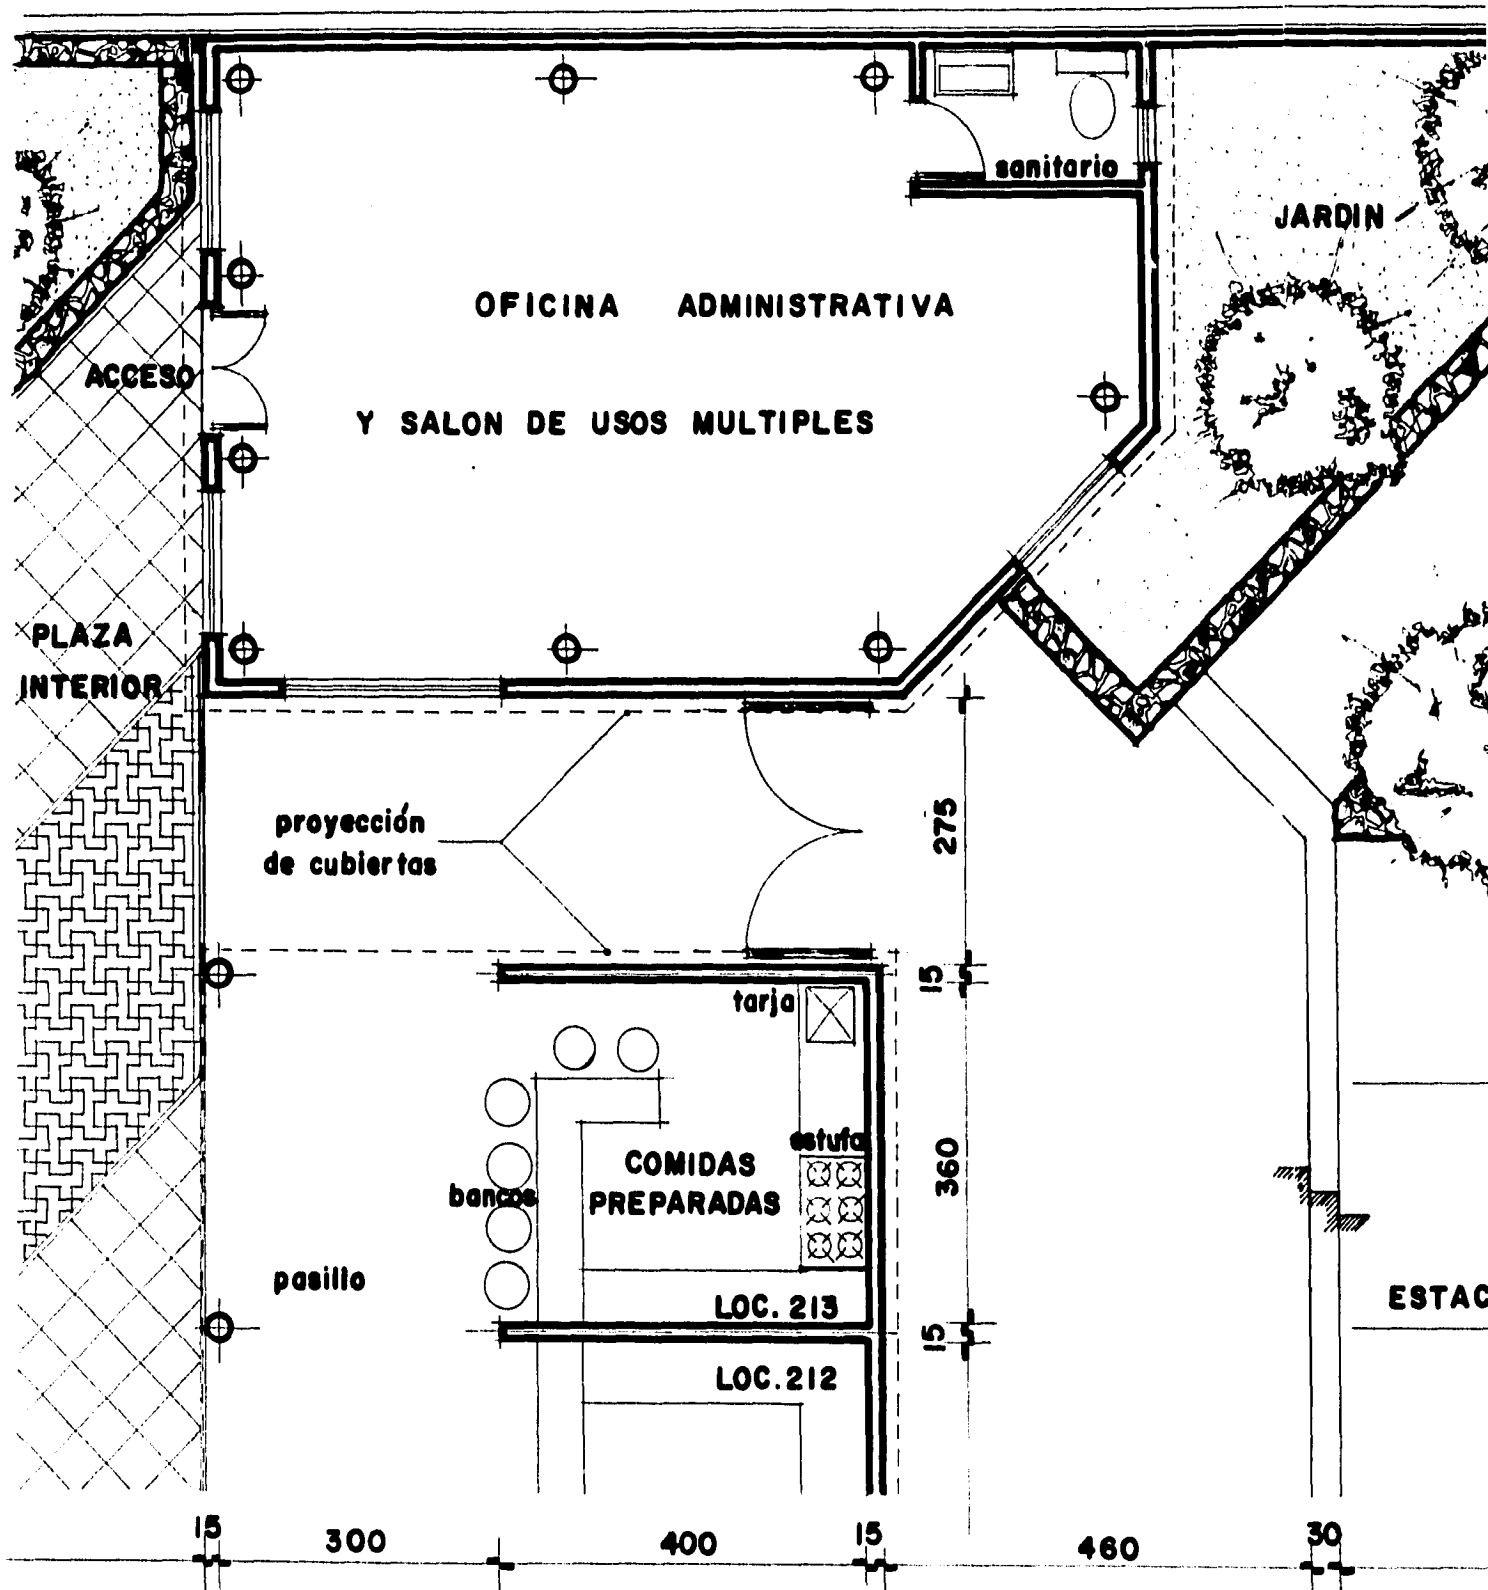 sanitario
JARDIN
OFICINA ADMINISTRATIVA
ACCESO
Y SALON DE USOS MULTIPLES
PLAZA
INTERIOR
proyección
de cubiertas
275
15
tarja
estufa
COMIDAS
PREPARADAS
bancos
360
pasillo
LOC. 213
ESTAC
15
LOC. 212
15
300
400
15
460
30